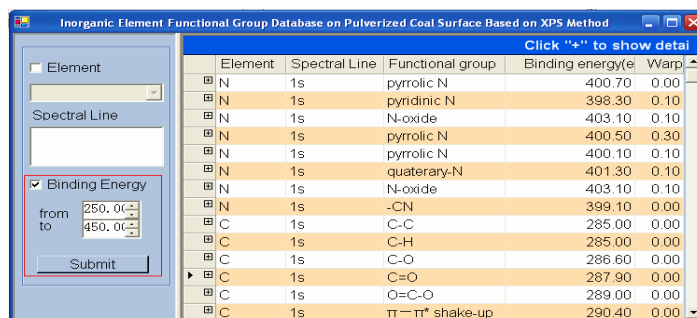 Inorganic Element Functional Group Database on Pulverized Coal Surface Based on XPS Method
Click "+" to show detai
Element
Spectral Line
Binding Energy
from 250.00
to 450.00
Submit
Element Spectral Line Functional group Binding energy(e Warp
N 1s pyrrolic N 400.70 0.00
N 1s pyridinic N 398.30 0.10
N 1s N-oxide 403.10 0.10
N 1s pyrrolic N 400.50 0.30
N 1s pyrrolic N 400.10 0.10
N 1s quaterary-N 401.30 0.10
N 1s N-oxide 403.10 0.10
N 1s -CN 399.10 0.00
C 1s C-C 285.00 0.00
C 1s C-H 285.00 0.00
C 1s C-O 286.60 0.00
C 1s C=O 287.90 0.00
C 1s O=C-O 289.00 0.00
C 1s π−π* shake-up 290.40 0.00